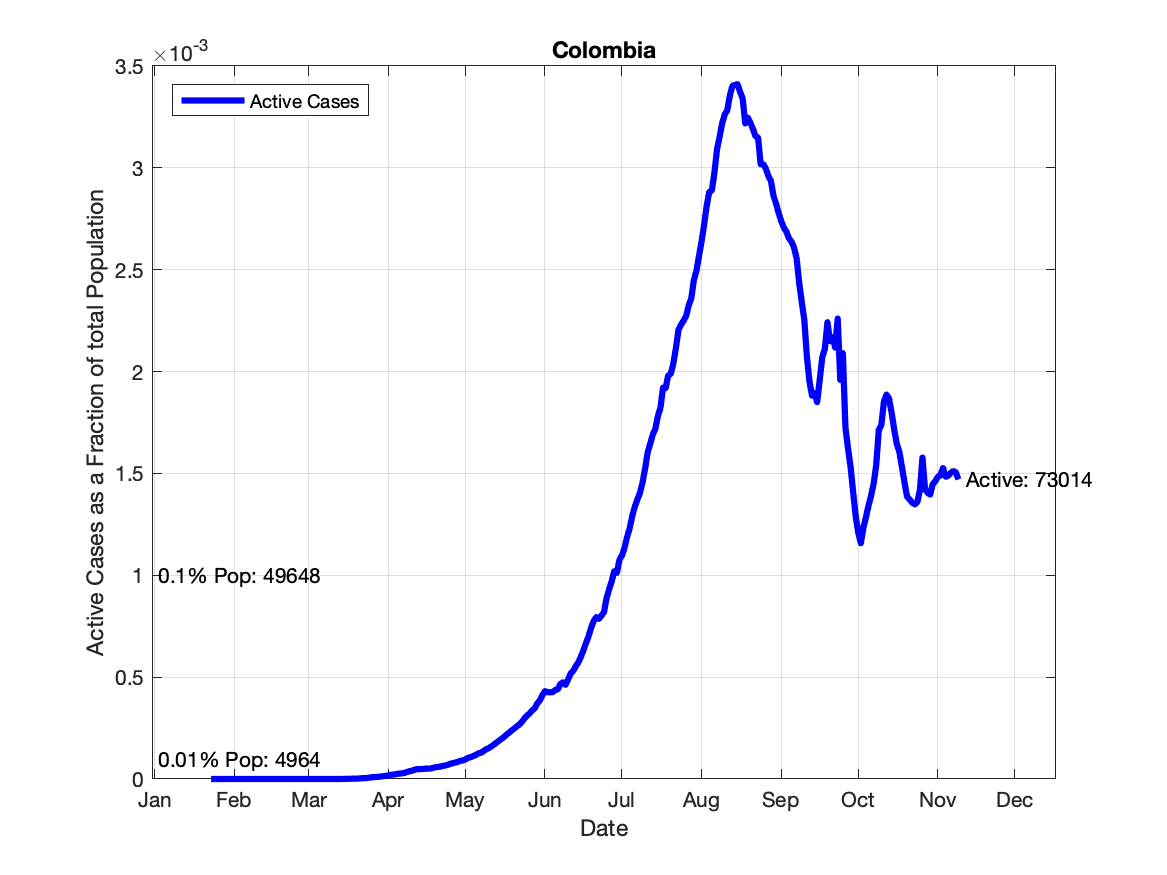 Colombia
×10-3
3.5
3
2.5
2
1.5
1
0.5
0
Active Cases as a Fraction of total Population
Active Cases
Active: 73014
0.1% Pop: 49648
0.01% Pop: 4964
Jan Feb Mar Apr May Jun Jul Aug Sep Oct Nov Dec
Date